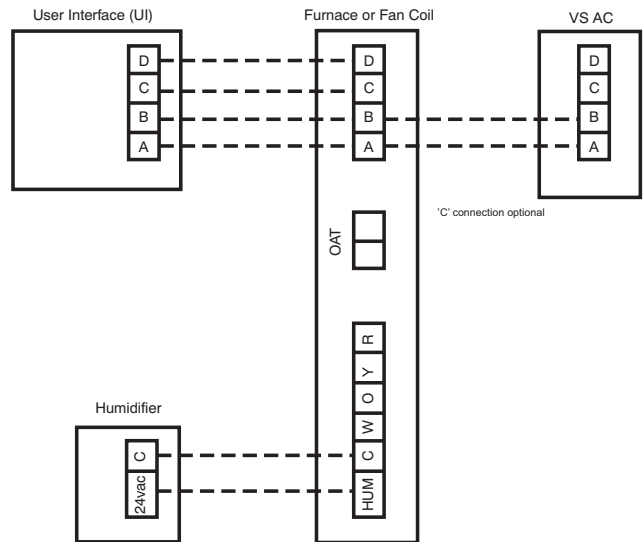 User Interface (UI)
Furnace or Fan Coil
VS AC
D
C
B
A
D
C
B
A
D
C
B
A
'C' connection optional
OAT
R
Y
O
W
C
HUM
Humidifier
C
24vac